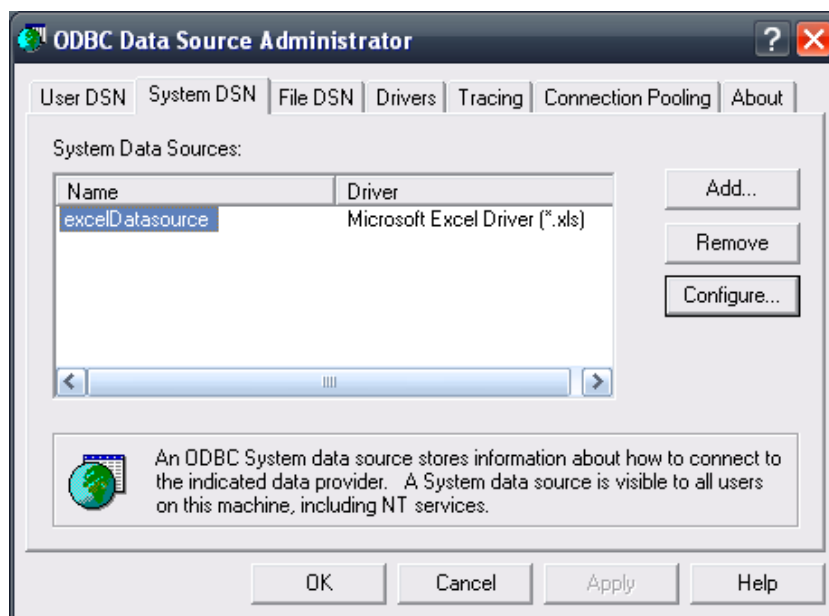 ODBC Data Source Administrator
User DSN System DSN File DSN Drivers Tracing Connection Pooling About
System Data Sources:
Name Driver
excelDatasource Microsoft Excel Driver (*.xls)
Add...
Remove
Configure...
An ODBC System data source stores information about how to connect to
the indicated data provider. A System data source is visible to all users
on this machine, including NT services.
OK Cancel Apply Help